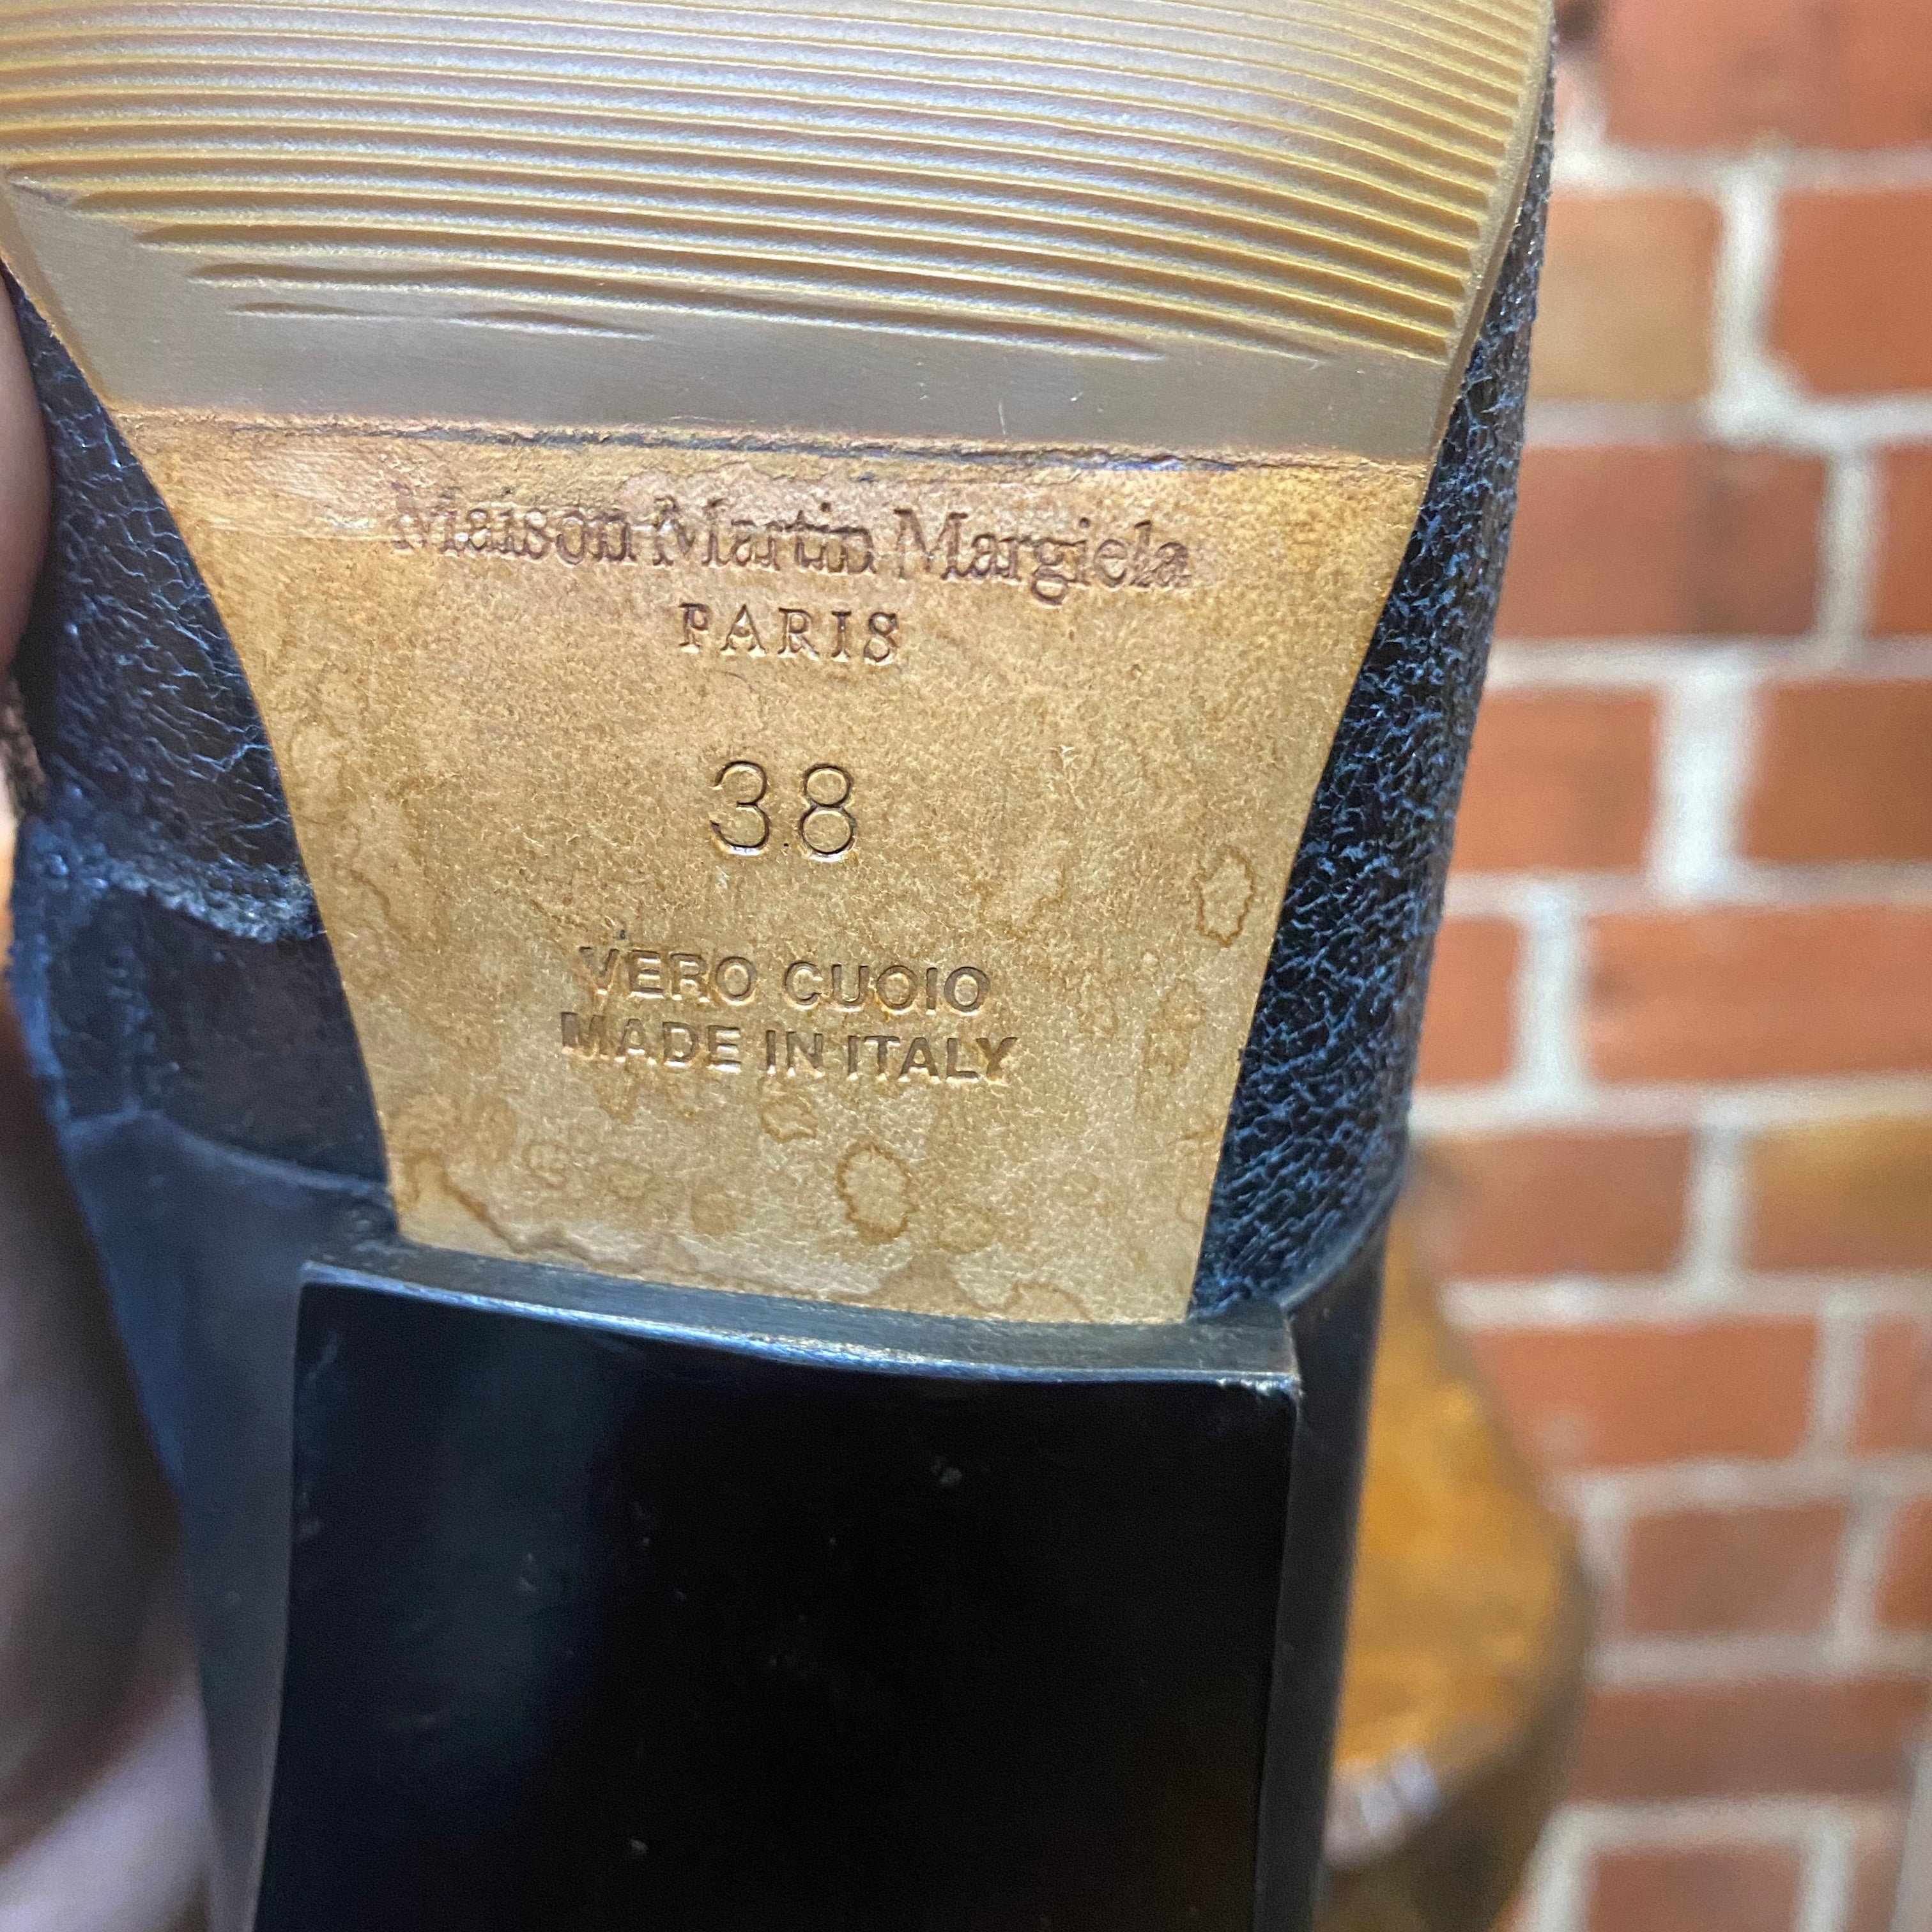 Maison Martin Margiela
PARIS
38
VERO CUOIO
MADE IN ITALY